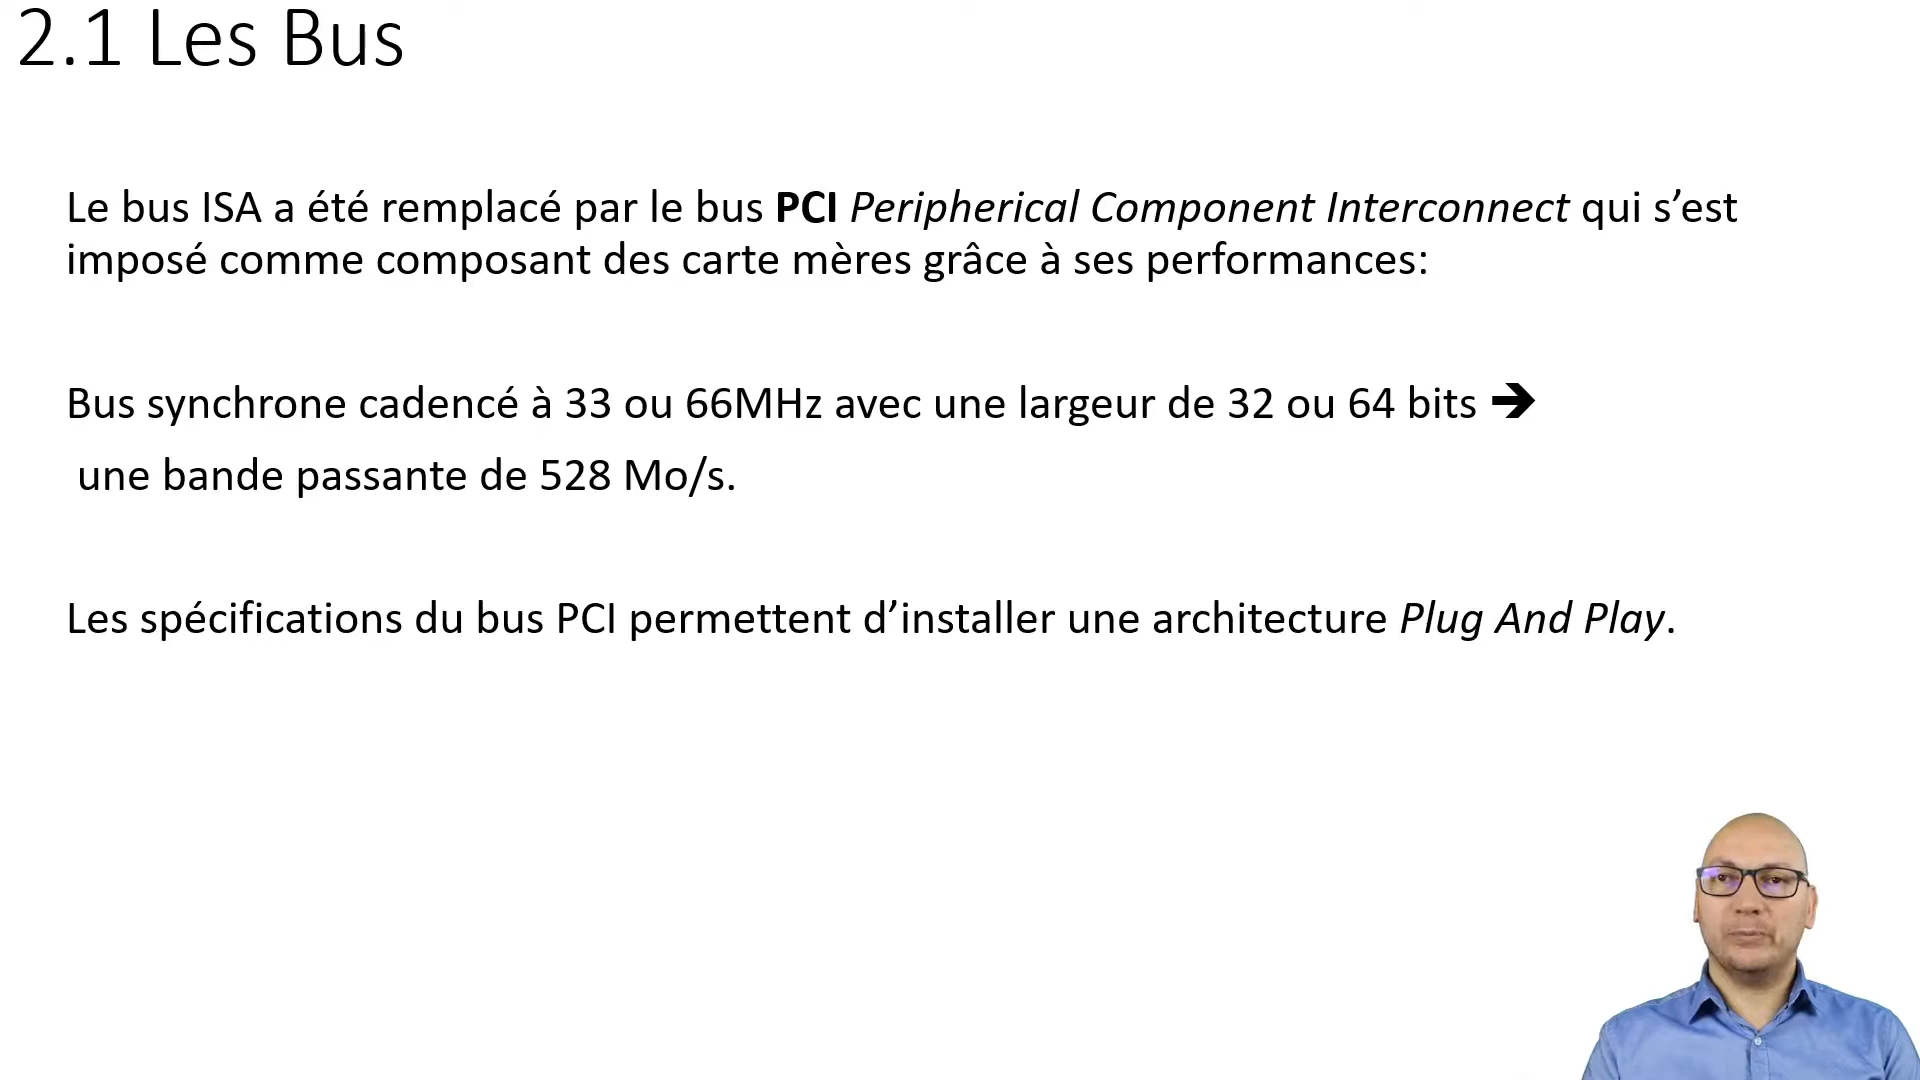 2.1 Les Bus
Le bus ISA a été remplacé par le bus PCI Peripherical Component Interconnect qui s’est
imposé comme composant des carte mères grâce à ses performances:
Bus synchrone cadencé à 33 ou 66MHz avec une largeur de 32 ou 64 bits ➔
une bande passante de 528 Mo/s.
Les spécifications du bus PCI permettent d’installer une architecture Plug And Play.